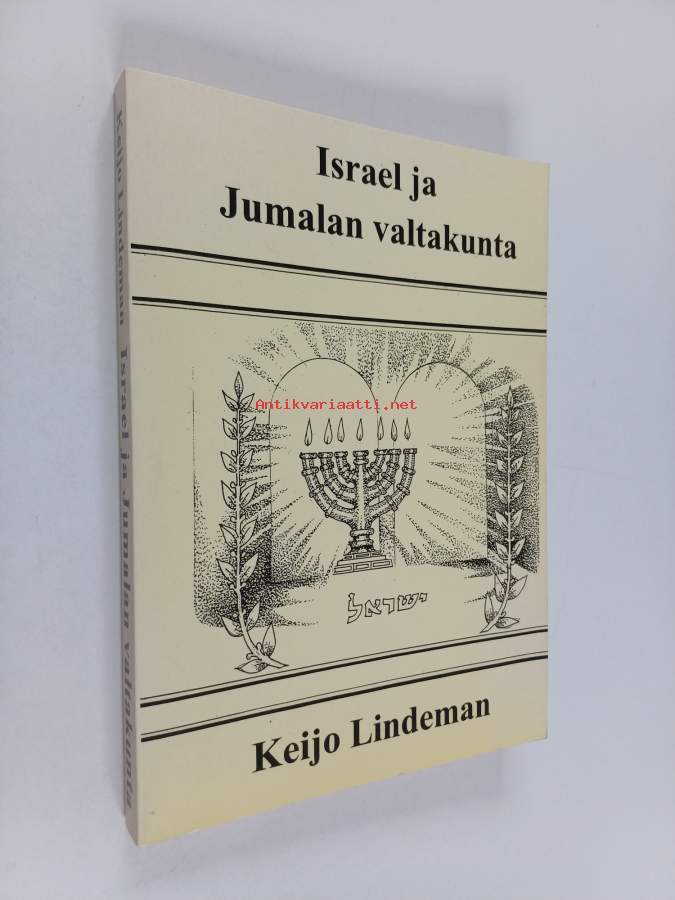 Israel ja
Jumalan valtakunta
Antikvariaatti.net
ישראל
Keijo Lindeman
Keijo Lindeman Israel ja Jumalan valtakunta